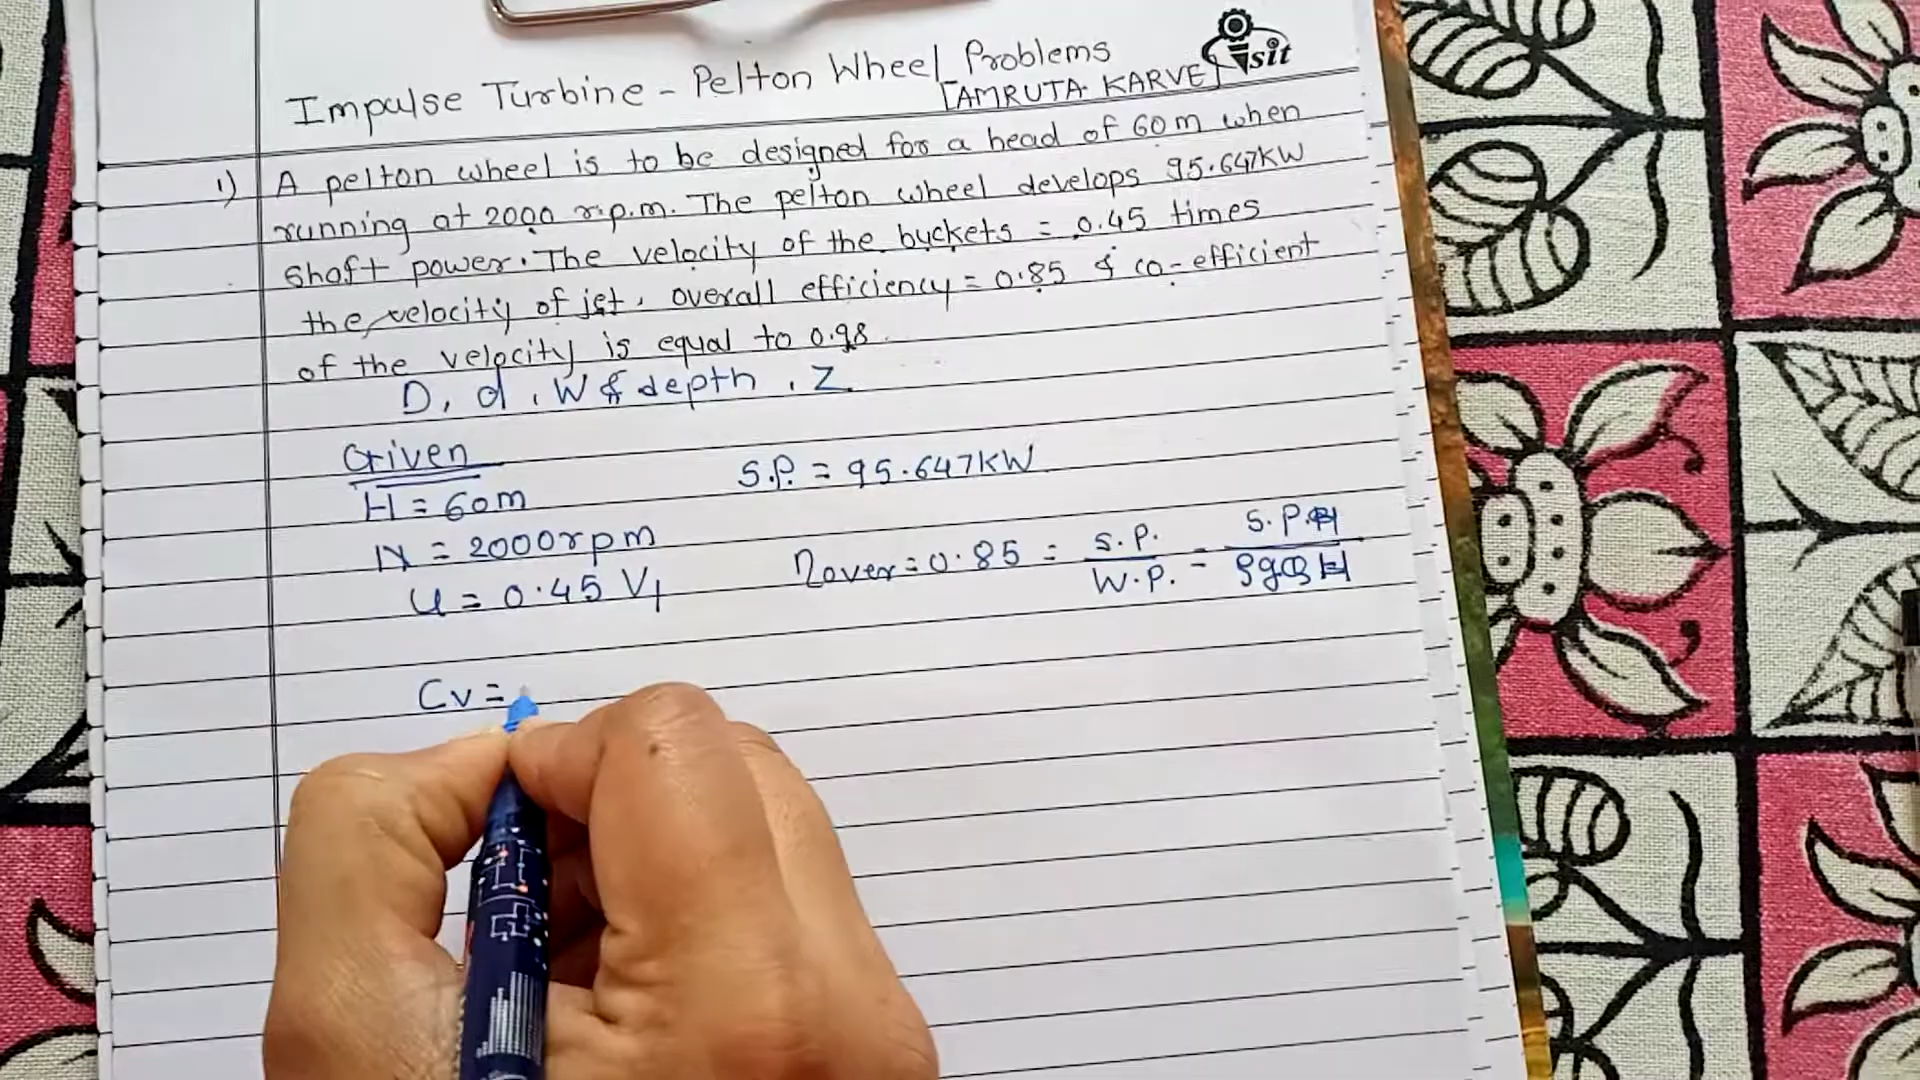 Impulse Turbine - Pelton Wheel Problems
[AMRUTA KARVE]
Vsit
1) A pelton wheel is to be designed for a head of 60m when
running at 2000 r.p.m. The pelton wheel develops 95.647KW
shaft power. The velocity of the buckets = 0.45 times
the velocity of jet, overall efficiency = 0.85 & co-efficient
of the velocity is equal to 0.98.
D, d, W & depth, Z.
Given
H = 60m
S.P. = 95.647KW
N = 2000rpm
ηover = 0.85 = S.P. / W.P. = S.P. / ρgQH
u = 0.45 V1
Cv =